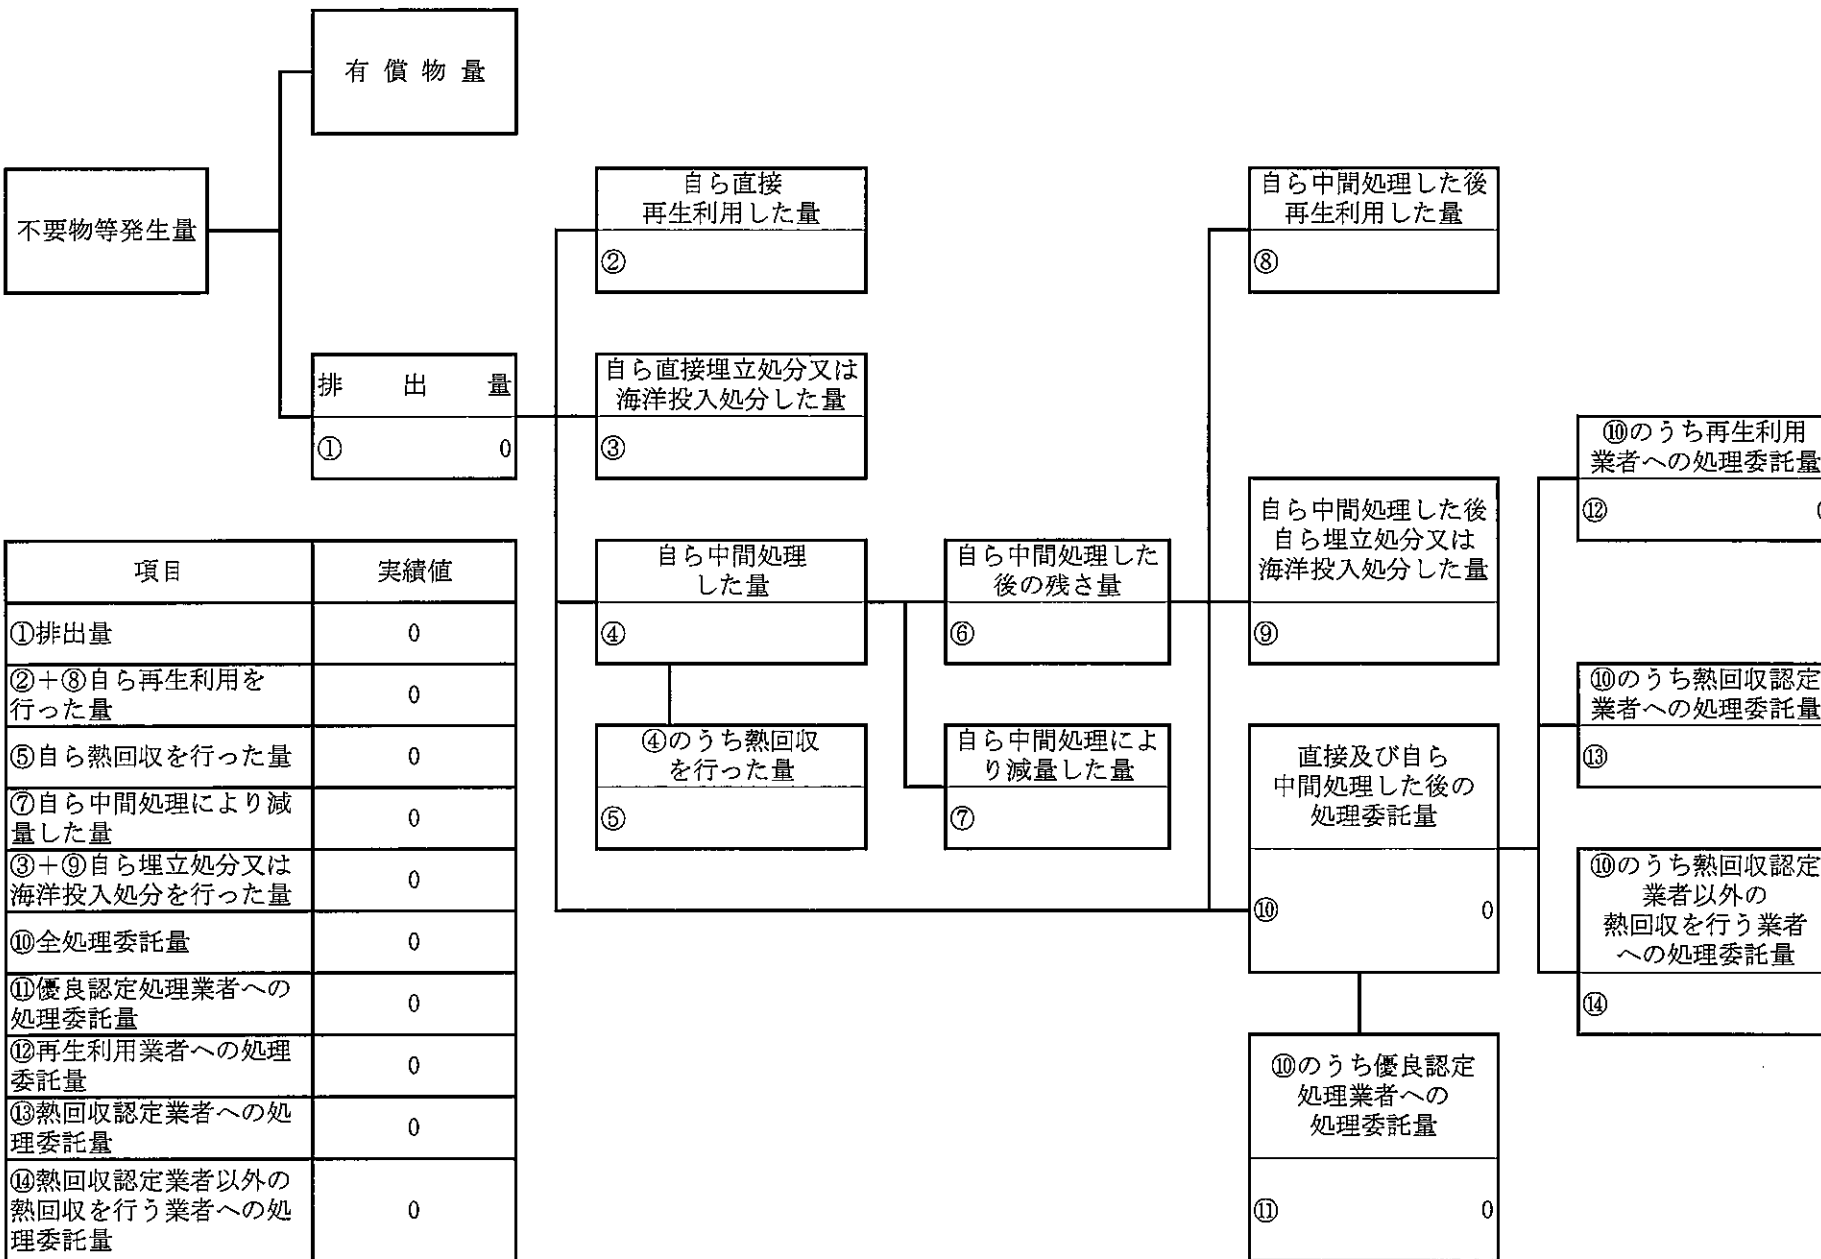 有償物量
不要物等発生量
排出量
① 0
自ら直接
再生利用した量
②
自ら直接埋立処分又は
海洋投入処分した量
③
自ら中間処理
した量
④
④のうち熱回収
を行った量
⑤
自ら中間処理した
後の残さ量
⑥
自ら中間処理によ
り減量した量
⑦
自ら中間処理した後
再生利用した量
⑧
自ら中間処理した後
自ら埋立処分又は
海洋投入処分した量
⑨
直接及び自ら
中間処理した後の
処理委託量
⑩ 0
⑩のうち優良認定
処理業者への
処理委託量
⑪ 0
⑩のうち再生利用
業者への処理委託量
⑫
⑩のうち熱回収認定
業者への処理委託量
⑬
⑩のうち熱回収認定
業者以外の
熱回収を行う業者
への処理委託量
⑭
項目 実績値
①排出量 0
②+⑧自ら再生利用を
行った量 0
⑤自ら熱回収を行った量 0
⑦自ら中間処理により減
量した量 0
③+⑨自ら埋立処分又は
海洋投入処分を行った量 0
⑩全処理委託量 0
⑪優良認定処理業者への
処理委託量 0
⑫再生利用業者への処理
委託量 0
⑬熱回収認定業者への処
理委託量 0
⑭熱回収認定業者以外の
熱回収を行う業者への処
理委託量 0